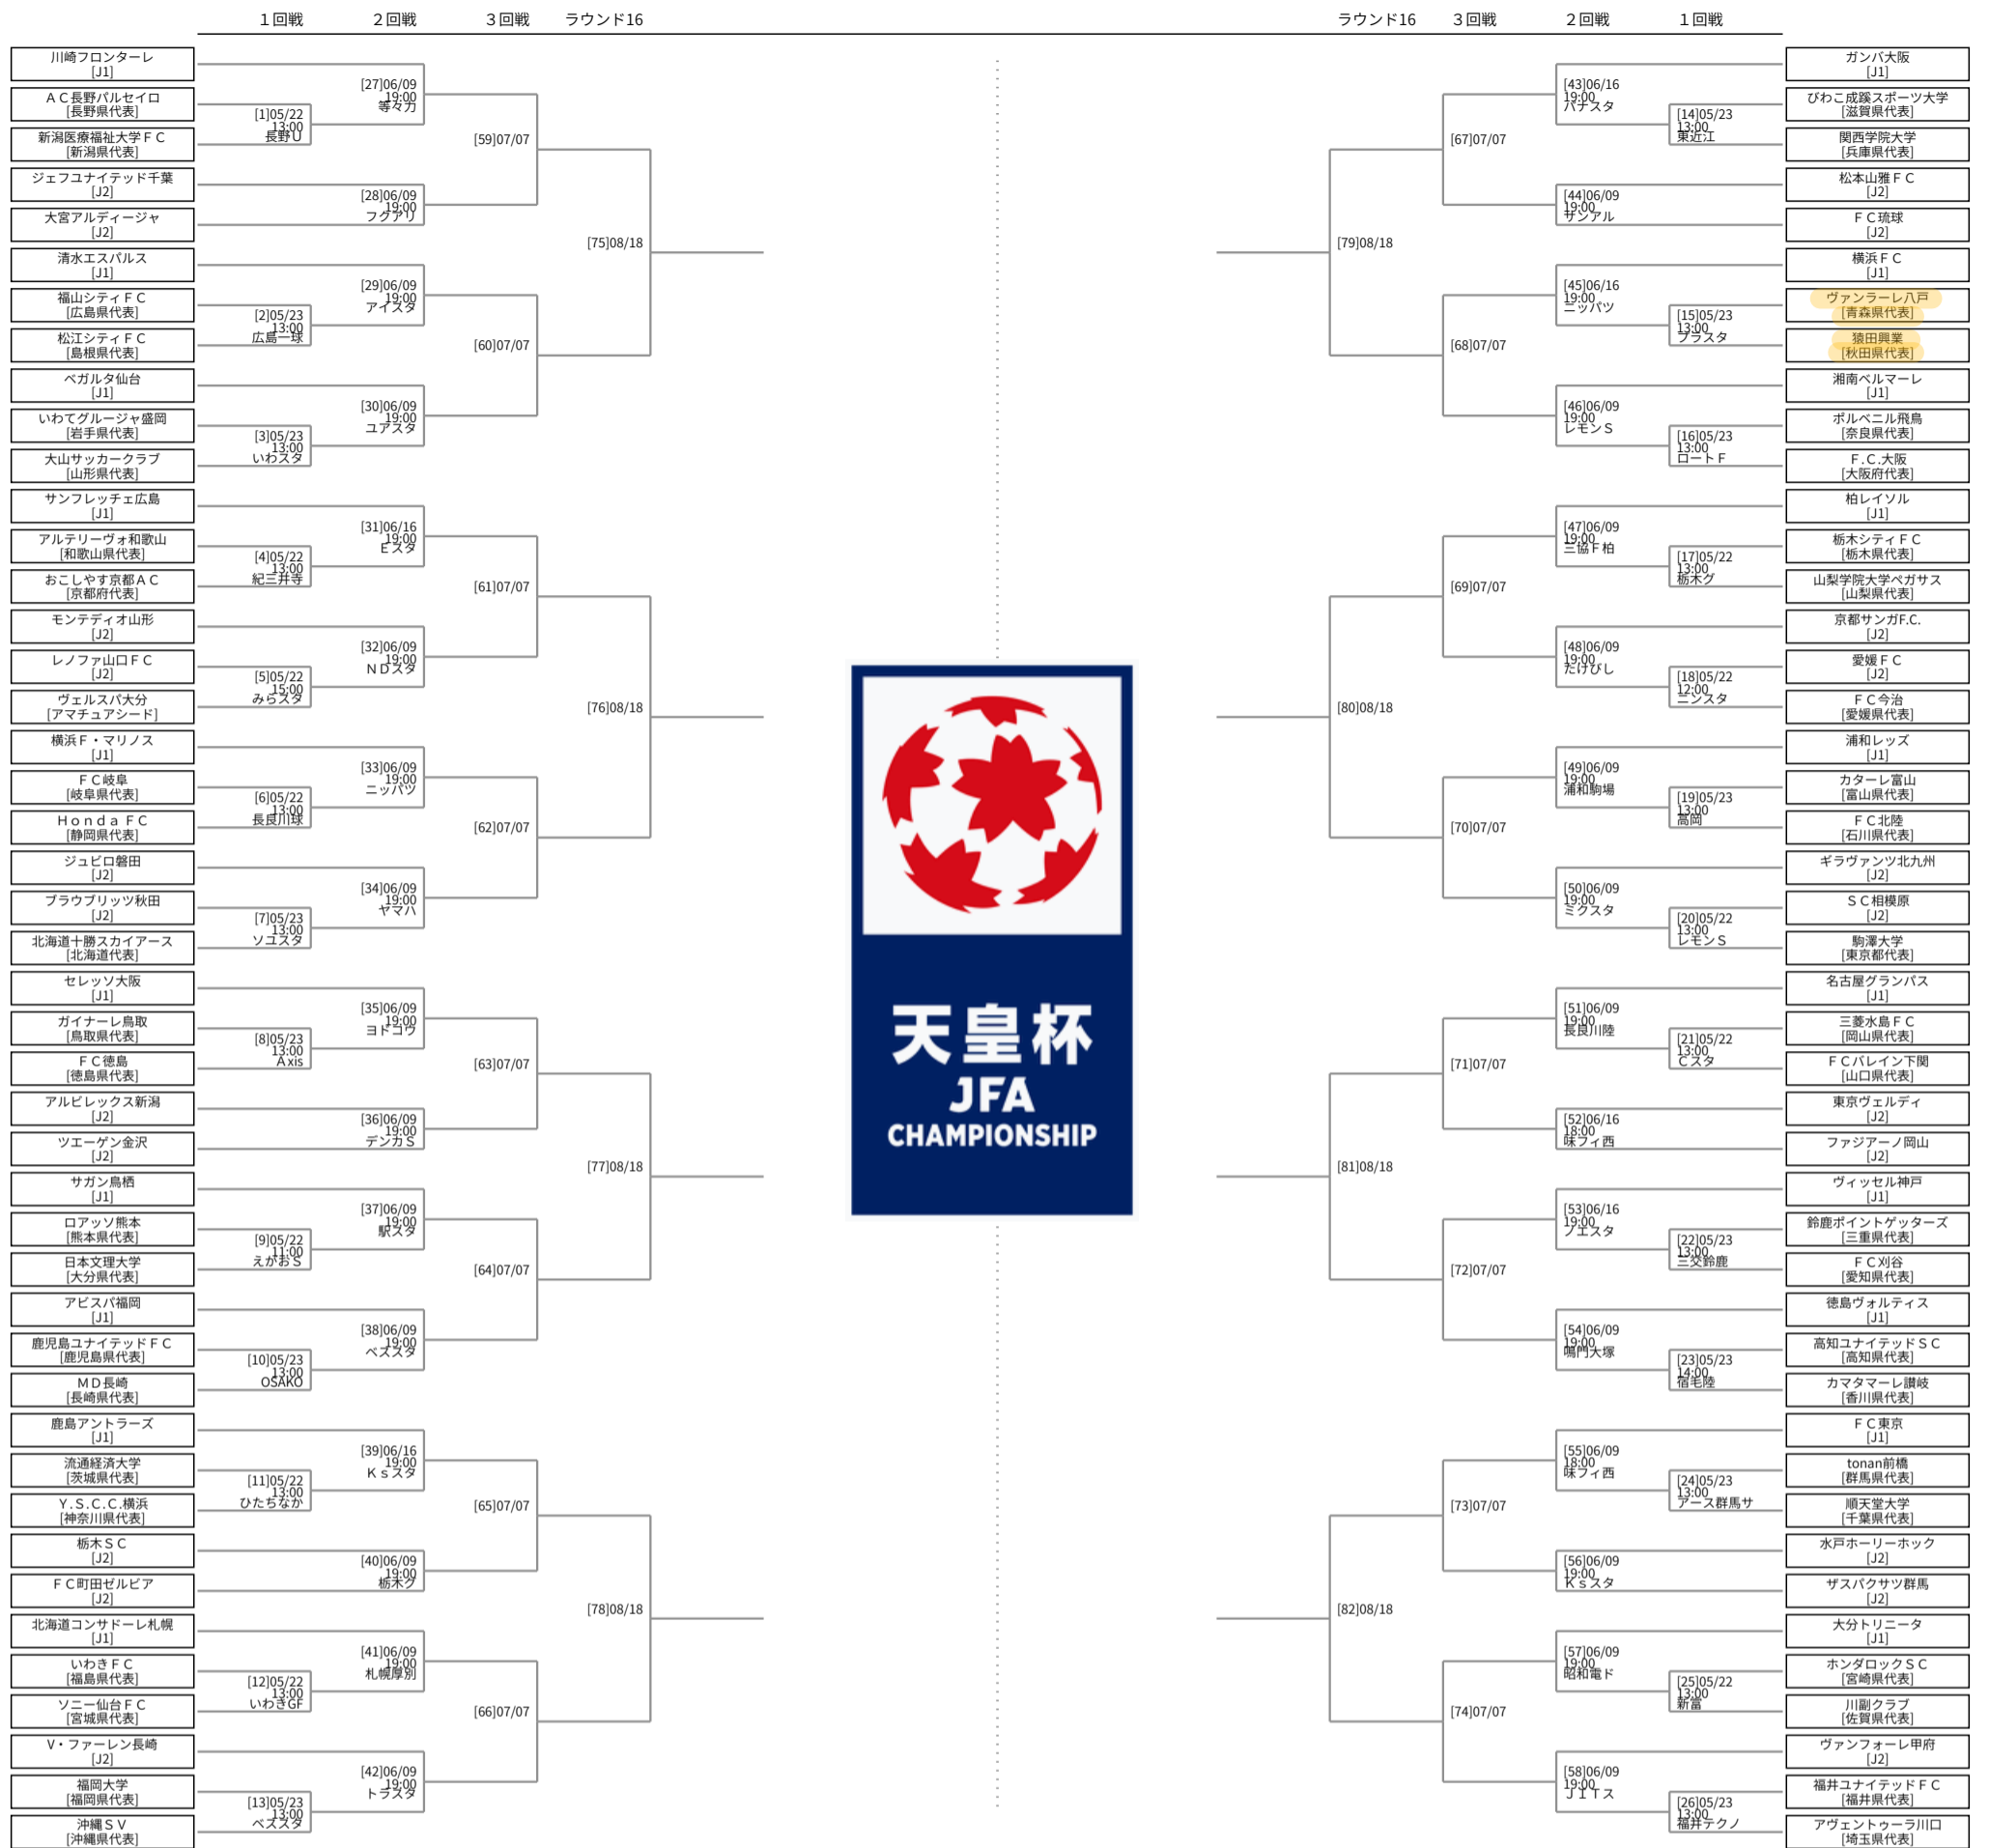 １回戦
２回戦
３回戦
ラウンド16
ラウンド16
３回戦
２回戦
１回戦
川崎フロンターレ
[J1]
ＡＣ長野パルセイロ
[長野県代表]
新潟医療福祉大学ＦＣ
[新潟県代表]
ジェフユナイテッド千葉
[J2]
大宮アルディージャ
[J2]
清水エスパルス
[J1]
福山シティＦＣ
[広島県代表]
松江シティＦＣ
[島根県代表]
ベガルタ仙台
[J1]
いわてグルージャ盛岡
[岩手県代表]
大山サッカークラブ
[山形県代表]
サンフレッチェ広島
[J1]
アルテリーヴォ和歌山
[和歌山県代表]
おこしやす京都ＡＣ
[京都府代表]
モンテディオ山形
[J2]
レノファ山口ＦＣ
[J2]
ヴェルスパ大分
[アマチュアシード]
横浜Ｆ・マリノス
[J1]
ＦＣ岐阜
[岐阜県代表]
Ｈｏｎｄａ ＦＣ
[静岡県代表]
ジュビロ磐田
[J2]
ブラウブリッツ秋田
[J2]
北海道十勝スカイアース
[北海道代表]
セレッソ大阪
[J1]
ガイナーレ鳥取
[鳥取県代表]
ＦＣ徳島
[徳島県代表]
アルビレックス新潟
[J2]
ツエーゲン金沢
[J2]
サガン鳥栖
[J1]
ロアッソ熊本
[熊本県代表]
日本文理大学
[大分県代表]
アビスパ福岡
[J1]
鹿児島ユナイテッドＦＣ
[鹿児島県代表]
ＭＤ長崎
[長崎県代表]
鹿島アントラーズ
[J1]
流通経済大学
[茨城県代表]
Ｙ.Ｓ.Ｃ.Ｃ.横浜
[神奈川県代表]
栃木ＳＣ
[J2]
ＦＣ町田ゼルビア
[J2]
北海道コンサドーレ札幌
[J1]
いわきＦＣ
[福島県代表]
ソニー仙台ＦＣ
[宮城県代表]
V・ファーレン長崎
[J2]
福岡大学
[福岡県代表]
沖縄ＳＶ
[沖縄県代表]
[1]05/22
13:00
長野Ｕ
[2]05/23
13:00
広島一球
[3]05/23
13:00
いわスタ
[4]05/22
13:00
紀三井寺
[5]05/22
15:00
みらスタ
[6]05/22
13:00
長良川球
[7]05/23
13:00
ソユスタ
[8]05/23
13:00
Ａxis
[9]05/22
11:00
えがおＳ
[10]05/23
13:00
OSAKO
[11]05/22
13:00
ひたちなか
[12]05/22
13:00
いわきGF
[13]05/23
13:00
ベススタ
[27]06/09
19:00
等々力
[28]06/09
19:00
フクアリ
[29]06/09
19:00
アイスタ
[30]06/09
19:00
ユアスタ
[31]06/16
19:00
Ｅスタ
[32]06/09
19:00
ＮＤスタ
[33]06/09
19:00
ニッパツ
[34]06/09
19:00
ヤマハ
[35]06/09
19:00
ヨドコウ
[36]06/09
19:00
デンカＳ
[37]06/09
19:00
駅スタ
[38]06/09
19:00
ベススタ
[39]06/16
19:00
Ｋｓスタ
[40]06/09
19:00
栃木グ
[41]06/09
19:00
札幌厚別
[42]06/09
19:00
トラスタ
[59]07/07
[60]07/07
[61]07/07
[62]07/07
[63]07/07
[64]07/07
[65]07/07
[66]07/07
[75]08/18
[76]08/18
[77]08/18
[78]08/18
天皇杯
JFA
CHAMPIONSHIP
[79]08/18
[80]08/18
[81]08/18
[82]08/18
[67]07/07
[68]07/07
[69]07/07
[70]07/07
[71]07/07
[72]07/07
[73]07/07
[74]07/07
[43]06/16
19:00
パナスタ
[44]06/09
19:00
サンアル
[45]06/16
19:00
ニッパツ
[46]06/09
19:00
レモンＳ
[47]06/09
19:00
三協Ｆ柏
[48]06/09
19:00
たけびし
[49]06/09
19:00
浦和駒場
[50]06/09
19:00
ミクスタ
[51]06/09
19:00
長良川陸
[52]06/16
18:00
味フィ西
[53]06/16
19:00
ノエスタ
[54]06/09
19:00
鳴門大塚
[55]06/09
18:00
味フィ西
[56]06/09
19:00
Ｋｓスタ
[57]06/09
19:00
昭和電ド
[58]06/09
19:00
ＪＩＴス
[14]05/23
13:00
東近江
[15]05/23
13:00
プラスタ
[16]05/23
13:00
ロートＦ
[17]05/22
13:00
栃木グ
[18]05/22
12:00
ニンスタ
[19]05/23
13:00
高岡
[20]05/22
13:00
レモンＳ
[21]05/22
13:00
Ｃスタ
[22]05/23
13:00
三交鈴鹿
[23]05/23
14:00
宿毛陸
[24]05/23
13:00
アース群馬サ
[25]05/22
13:00
新富
[26]05/23
13:00
福井テクノ
ガンバ大阪
[J1]
びわこ成蹊スポーツ大学
[滋賀県代表]
関西学院大学
[兵庫県代表]
松本山雅ＦＣ
[J2]
ＦＣ琉球
[J2]
横浜ＦＣ
[J1]
ヴァンラーレ八戸
[青森県代表]
猿田興業
[秋田県代表]
湘南ベルマーレ
[J1]
ポルベニル飛鳥
[奈良県代表]
Ｆ.Ｃ.大阪
[大阪府代表]
柏レイソル
[J1]
栃木シティＦＣ
[栃木県代表]
山梨学院大学ペガサス
[山梨県代表]
京都サンガF.C.
[J2]
愛媛ＦＣ
[J2]
ＦＣ今治
[愛媛県代表]
浦和レッズ
[J1]
カターレ富山
[富山県代表]
ＦＣ北陸
[石川県代表]
ギラヴァンツ北九州
[J2]
ＳＣ相模原
[J2]
駒澤大学
[東京都代表]
名古屋グランパス
[J1]
三菱水島ＦＣ
[岡山県代表]
ＦＣバレイン下関
[山口県代表]
東京ヴェルディ
[J2]
ファジアーノ岡山
[J2]
ヴィッセル神戸
[J1]
鈴鹿ポイントゲッターズ
[三重県代表]
ＦＣ刈谷
[愛知県代表]
徳島ヴォルティス
[J1]
高知ユナイテッドＳＣ
[高知県代表]
カマタマーレ讃岐
[香川県代表]
ＦＣ東京
[J1]
tonan前橋
[群馬県代表]
順天堂大学
[千葉県代表]
水戸ホーリーホック
[J2]
ザスパクサツ群馬
[J2]
大分トリニータ
[J1]
ホンダロックＳＣ
[宮崎県代表]
川副クラブ
[佐賀県代表]
ヴァンフォーレ甲府
[J2]
福井ユナイテッドＦＣ
[福井県代表]
アヴェントゥーラ川口
[埼玉県代表]